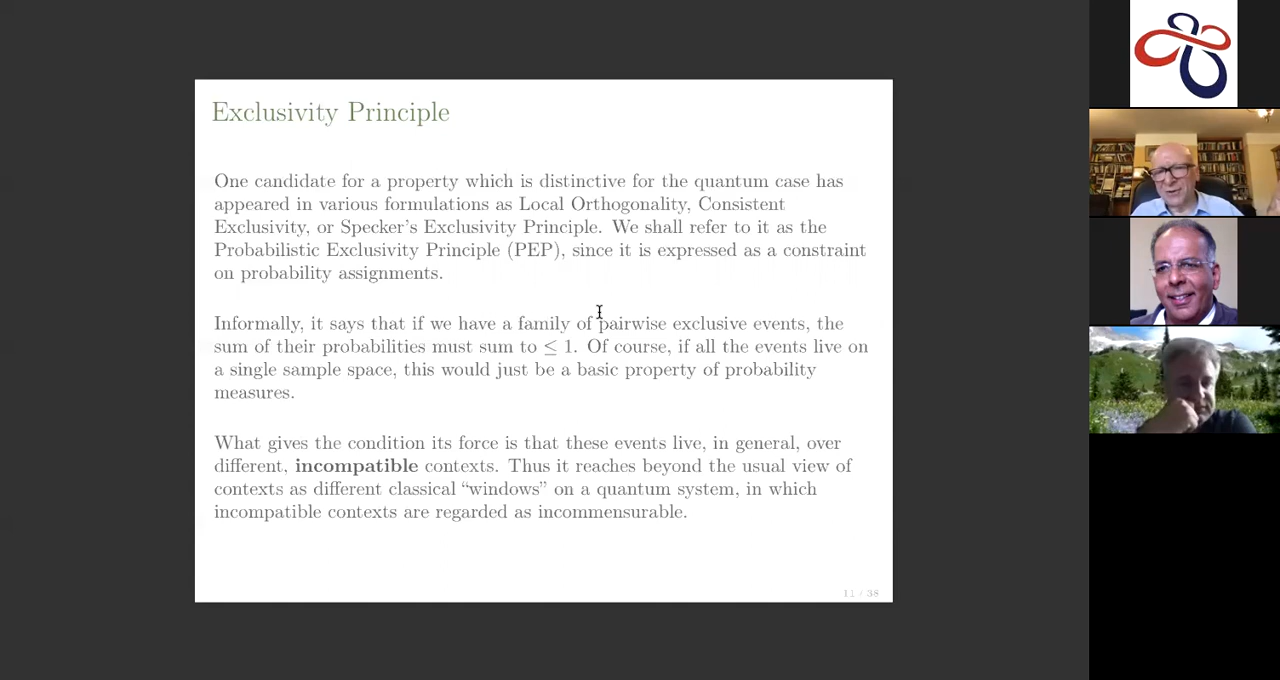 Exclusivity Principle
One candidate for a property which is distinctive for the quantum case has
appeared in various formulations as Local Orthogonality, Consistent
Exclusivity, or Specker's Exclusivity Principle. We shall refer to it as the
Probabilistic Exclusivity Principle (PEP), since it is expressed as a constraint
on probability assignments.
Informally, it says that if we have a family of pairwise exclusive events, the
sum of their probabilities must sum to ≤ 1. Of course, if all the events live on
a single sample space, this would just be a basic property of probability
measures.
What gives the condition its force is that these events live, in general, over
different, incompatible contexts. Thus it reaches beyond the usual view of
contexts as different classical “windows” on a quantum system, in which
incompatible contexts are regarded as incommensurable.
11 / 38